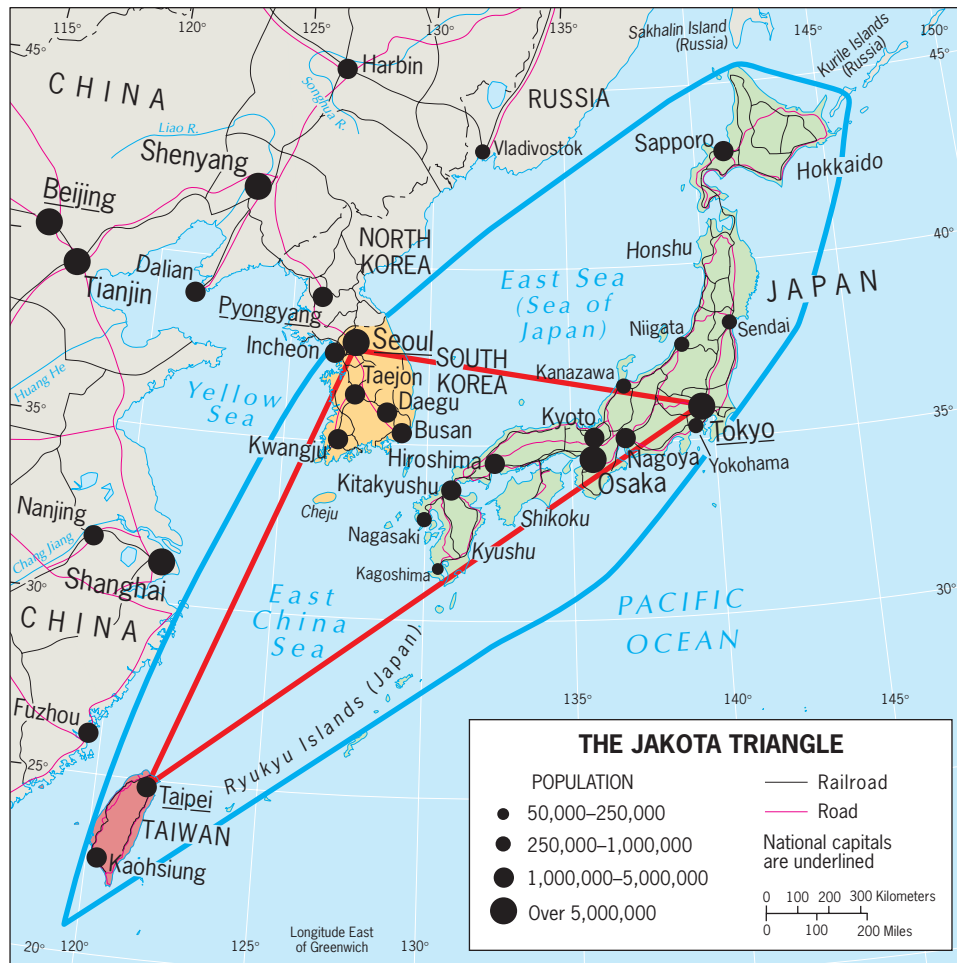 115°
120°
125°
130°
135°
140°
145°
150°
Sakhalin Island
(Russia)
Kurile Islands
(Russia)
45°
45°
CHINA
Harbin
Songhua R.
RUSSIA
Liao R.
Vladivostok
Shenyang
Sapporo
Hokkaido
Beijing
40°
NORTH
KOREA
Honshu
Dalian
Tianjin
Pyongyang
East Sea
(Sea of
Japan)
JAPAN
Niigata
Sendai
Seoul
Incheon
SOUTH
KOREA
Kanazawa
Huang He
Yellow
Sea
Taejon
Daegu
35°
35°
Kyoto
Tokyo
Busan
Kwangju
Hiroshima
Nagoya
Yokohama
Osaka
Kitakyushu
Cheju
Shikoku
Nanjing
Nagasaki
Kyushu
Chang Jiang
Shanghai
Kagoshima
30°
30°
East
China
Sea
PACIFIC
OCEAN
CHINA
Ryukyu Islands (Japan)
Fuzhou
135°
140°
145°
25°
25°
Taipei
TAIWAN
Kaohsiung
20°
120°
125°
Longitude East
of Greenwich
130°
THE JAKOTA TRIANGLE
POPULATION
50,000–250,000
250,000–1,000,000
1,000,000–5,000,000
Over 5,000,000
Railroad
Road
National capitals
are underlined
0 100 200 300 Kilometers
0 100 200 Miles